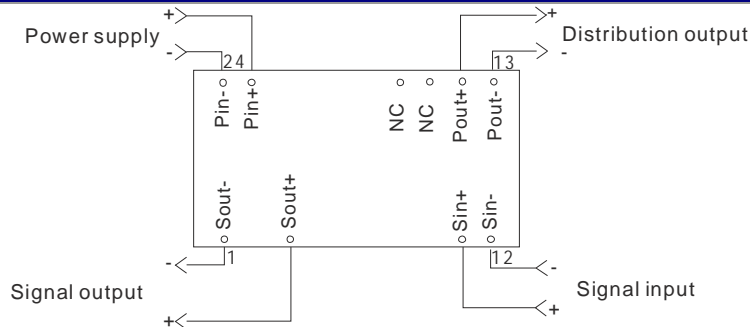 +
Power supply
-
24
+
Distribution output
-
13
Pin-
Pin+
NC
NC
Pout+
Pout-
Sout-
Sout+
Sin+
Sin-
-
1
12
-
Signal output
Signal input
+
+